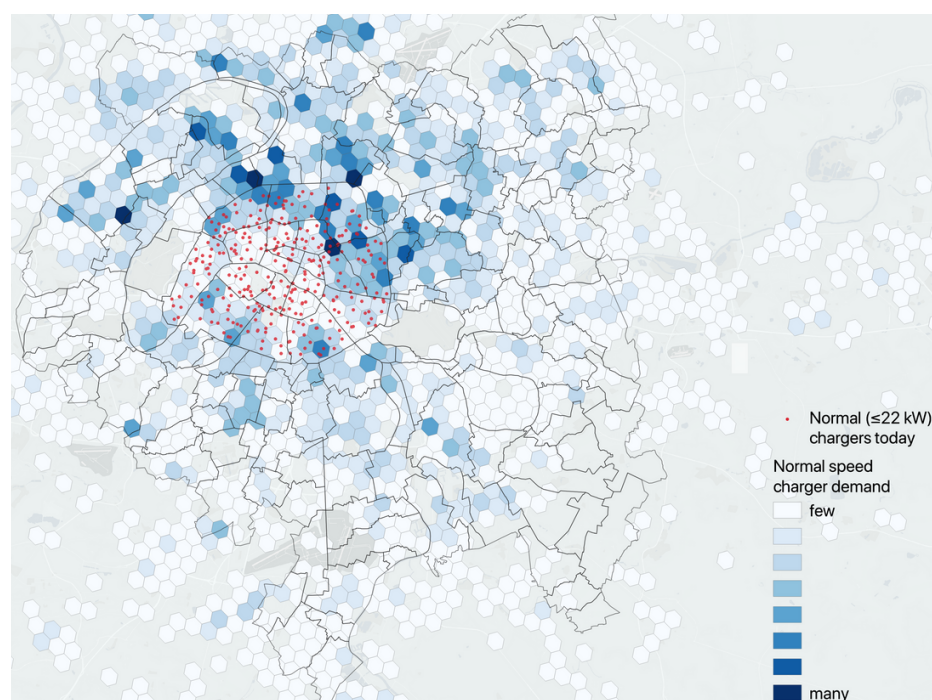 Normal (≤22 kW)
chargers today
Normal speed
charger demand
few
many